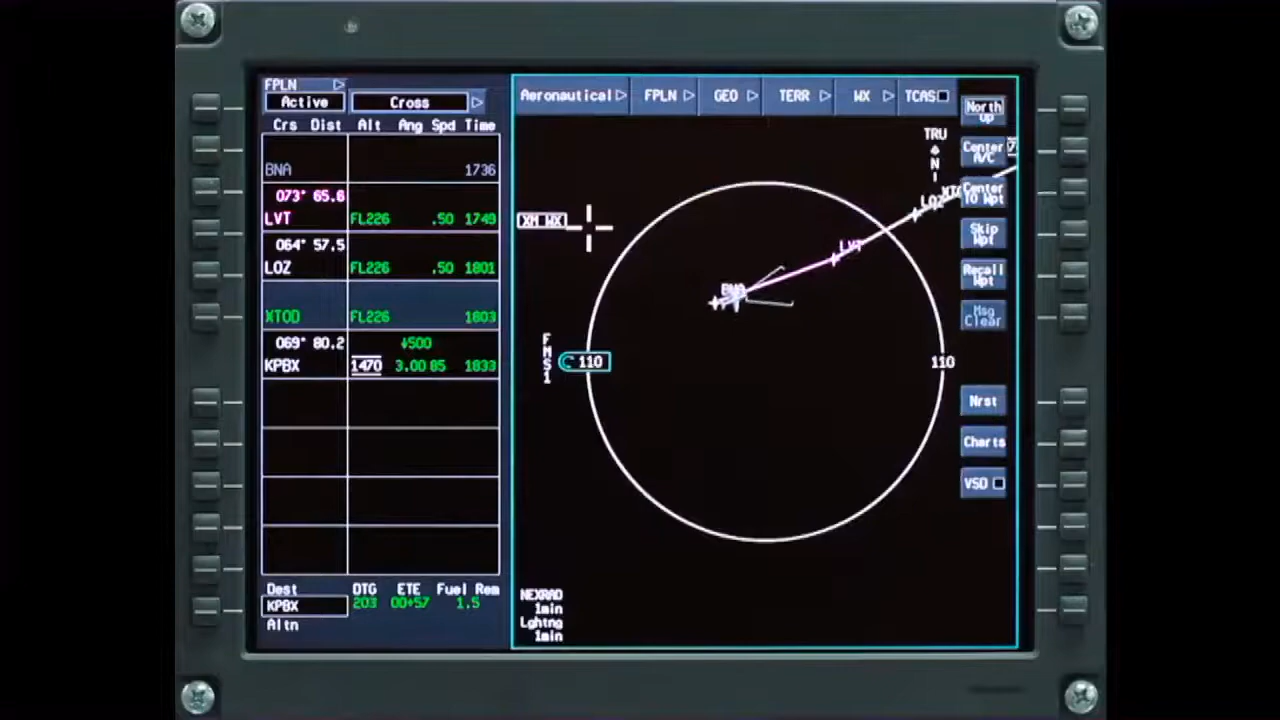 FPLN
Active Cross
Crs Dist Alt Ang Spd Time
BNA 1736
073° 65.6
LVT FL226 .50 1749
064° 57.5
LOZ FL226 .50 1801
XTOD FL226 1803
069° 80.2 ↓500
KPBX 1470 3.00 85 1833
Dest DTG ETE Fuel Rem
KPBX 203 00+57 1.5
Altn
Aeronautical FPLN GEO TERR WX TCAS
TRU
N
XM WX
LOZ
LVT
BNA
FMS1
110
110
NEXRAD
1min
Lghtng
1min
North
Up
Center
A/C
Center
TO Wpt
Skip
Wpt
Recall
Wpt
Msg
Clear
Nrst
Charts
VSD